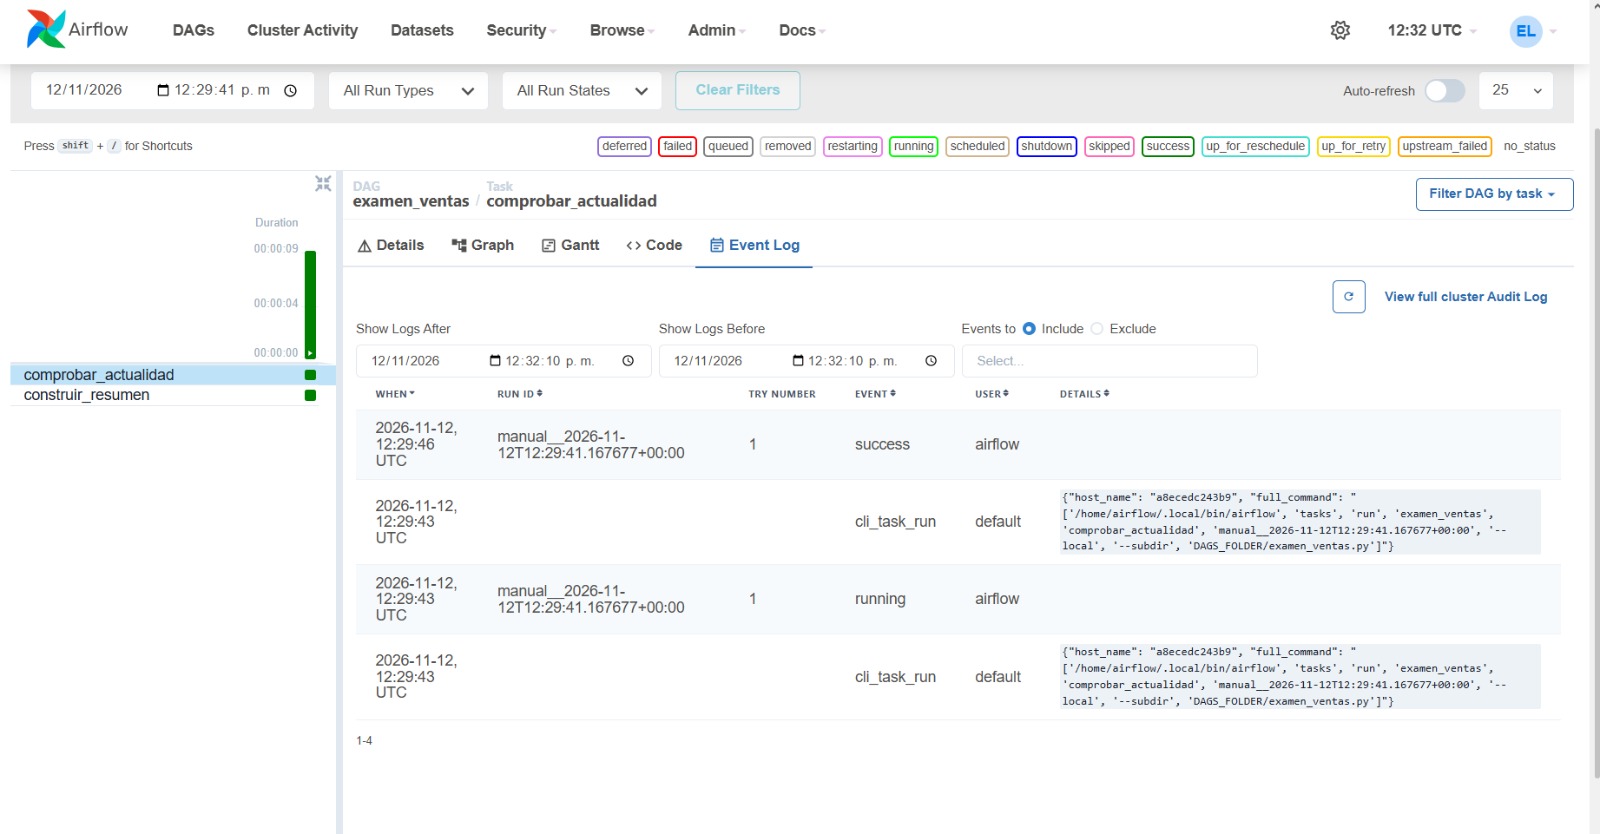 Airflow DAGs Cluster Activity Datasets Security Browse Admin Docs 12:32 UTC EL
12/11/2026 12:29:41 p. m All Run Types All Run States Clear Filters Auto-refresh 25
Press shift + / for Shortcuts
deferred failed queued removed restarting running scheduled shutdown skipped success up_for_reschedule up_for_retry upstream_failed no_status
Duration
00:00:09
00:00:04
00:00:00
comprobar_actualidad
construir_resumen
DAG Task
examen_ventas / comprobar_actualidad
Filter DAG by task
Details Graph Gantt <> Code Event Log
View full cluster Audit Log
Show Logs After Show Logs Before Events to Include Exclude
12/11/2026 12:32:10 p. m. 12/11/2026 12:32:10 p. m. Select...
WHEN RUN ID TRY NUMBER EVENT USER DETAILS
2026-11-12,
12:29:46
UTC
manual__2026-11-
12T12:29:41.167677+00:00
1 success airflow
2026-11-12,
12:29:43
UTC
cli_task_run default
{"host_name": "a8ecedc243b9", "full_command": "
['/home/airflow/.local/bin/airflow', 'tasks', 'run', 'examen_ventas',
'comprobar_actualidad', 'manual__2026-11-12T12:29:41.167677+00:00', '--
local', '--subdir', 'DAGS_FOLDER/examen_ventas.py']"}
2026-11-12,
12:29:43
UTC
manual__2026-11-
12T12:29:41.167677+00:00
1 running airflow
2026-11-12,
12:29:43
UTC
cli_task_run default
{"host_name": "a8ecedc243b9", "full_command": "
['/home/airflow/.local/bin/airflow', 'tasks', 'run', 'examen_ventas',
'comprobar_actualidad', 'manual__2026-11-12T12:29:41.167677+00:00', '--
local', '--subdir', 'DAGS_FOLDER/examen_ventas.py']"}
1-4